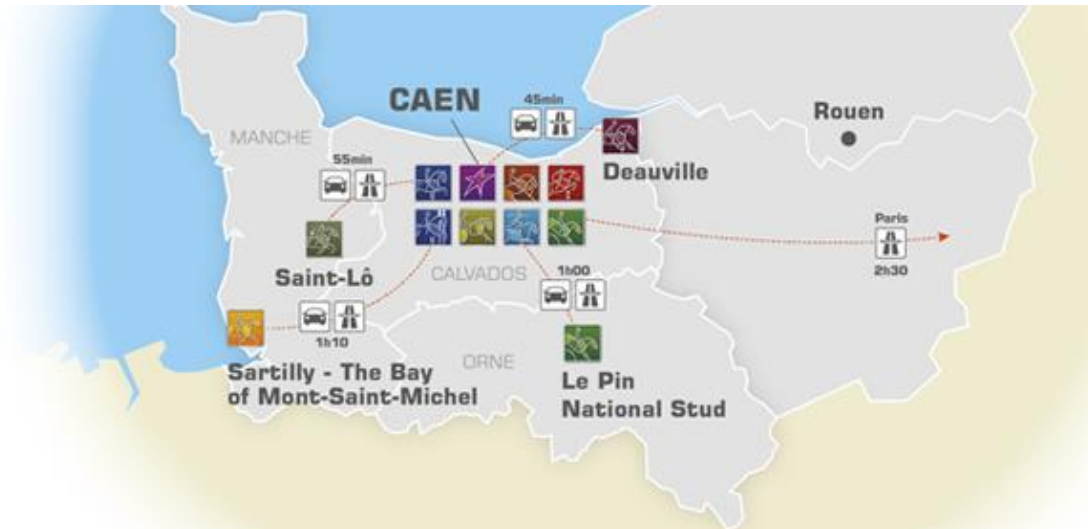 CAEN
45min
MANCHE
Rouen
55min
Deauville
Paris
2h30
Saint-Lô
CALVADOS
1h00
1h10
ORNE
Sartilly - The Bay
of Mont-Saint-Michel
Le Pin
National Stud